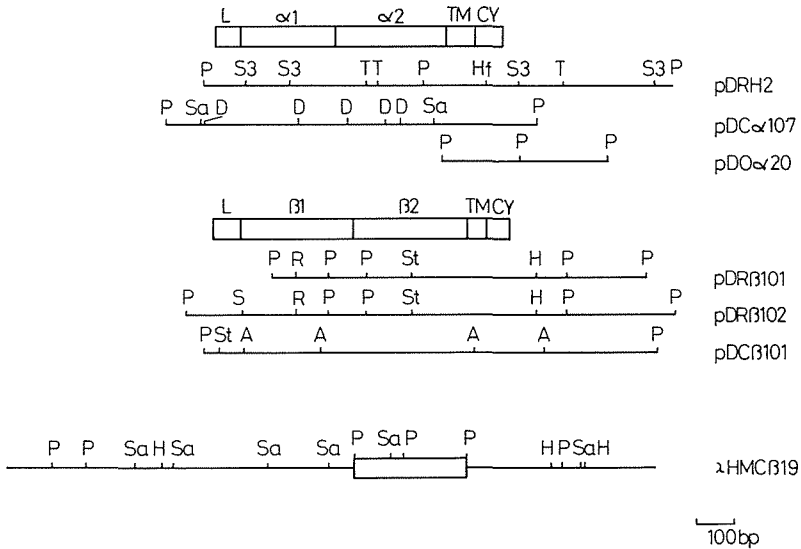 L α1 α2 TM CY
P S3 S3 T T P Hf S3 T S3 P pDRH2
P Sa D D D D D Sa P pDCα107
P P P pDOα20
L β1 β2 TM CY
P R P P St H P P pDRβ101
P S R P P St H P P pDRβ102
P St A A A A P pDCβ101
P P Sa H Sa Sa Sa P Sa P P H P Sa H λHMCβ19
100bp